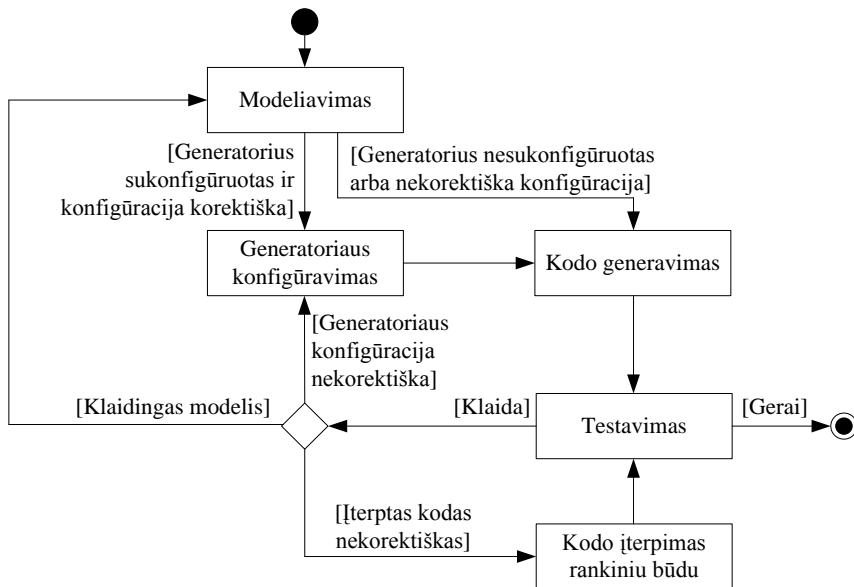 Modeliavimas
[Generatorius
sukonfigūruotas ir
konfigūracija korektiška]
[Generatorius nesukonfigūruotas
arba nekorektiška konfigūracija]
Generatoriaus
konfigūravimas
Kodo generavimas
[Generatoriaus
konfigūracija
nekorektiška]
[Klaidingas modelis]
[Klaida]
Testavimas
[Gerai]
[Įterptas kodas
nekorektiškas]
Kodo įterpimas
rankiniu būdu